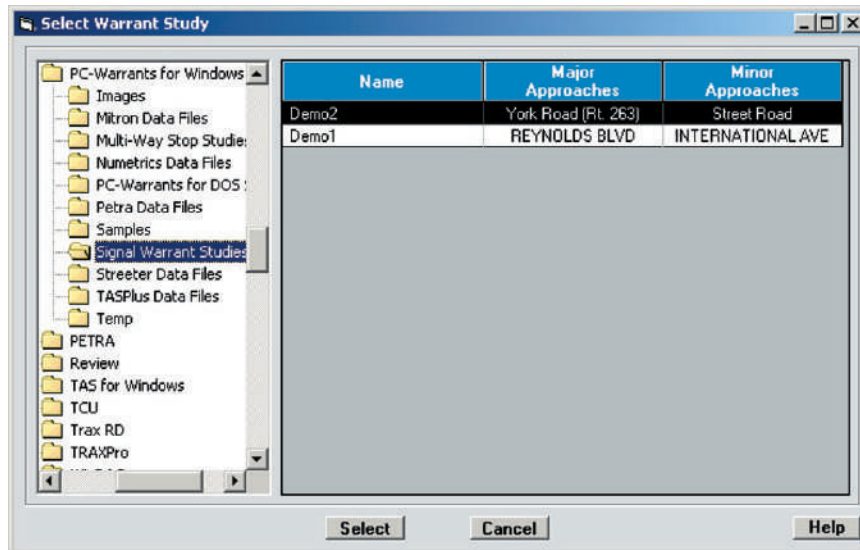 Select Warrant Study
PC-Warrants for Windows
Images
Mitron Data Files
Multi-Way Stop Studie
Numetrics Data Files
PC-Warrants for DOS
Petra Data Files
Samples
Signal Warrant Studies
Streeter Data Files
TASPlus Data Files
Temp
PETRA
Review
TAS for Windows
TCU
Trax RD
TRAXPro
Name Major Approaches Minor Approaches
Demo2 York Road (Rt. 263) Street Road
Demo1 REYNOLDS BLVD INTERNATIONAL AVE
Select Cancel Help